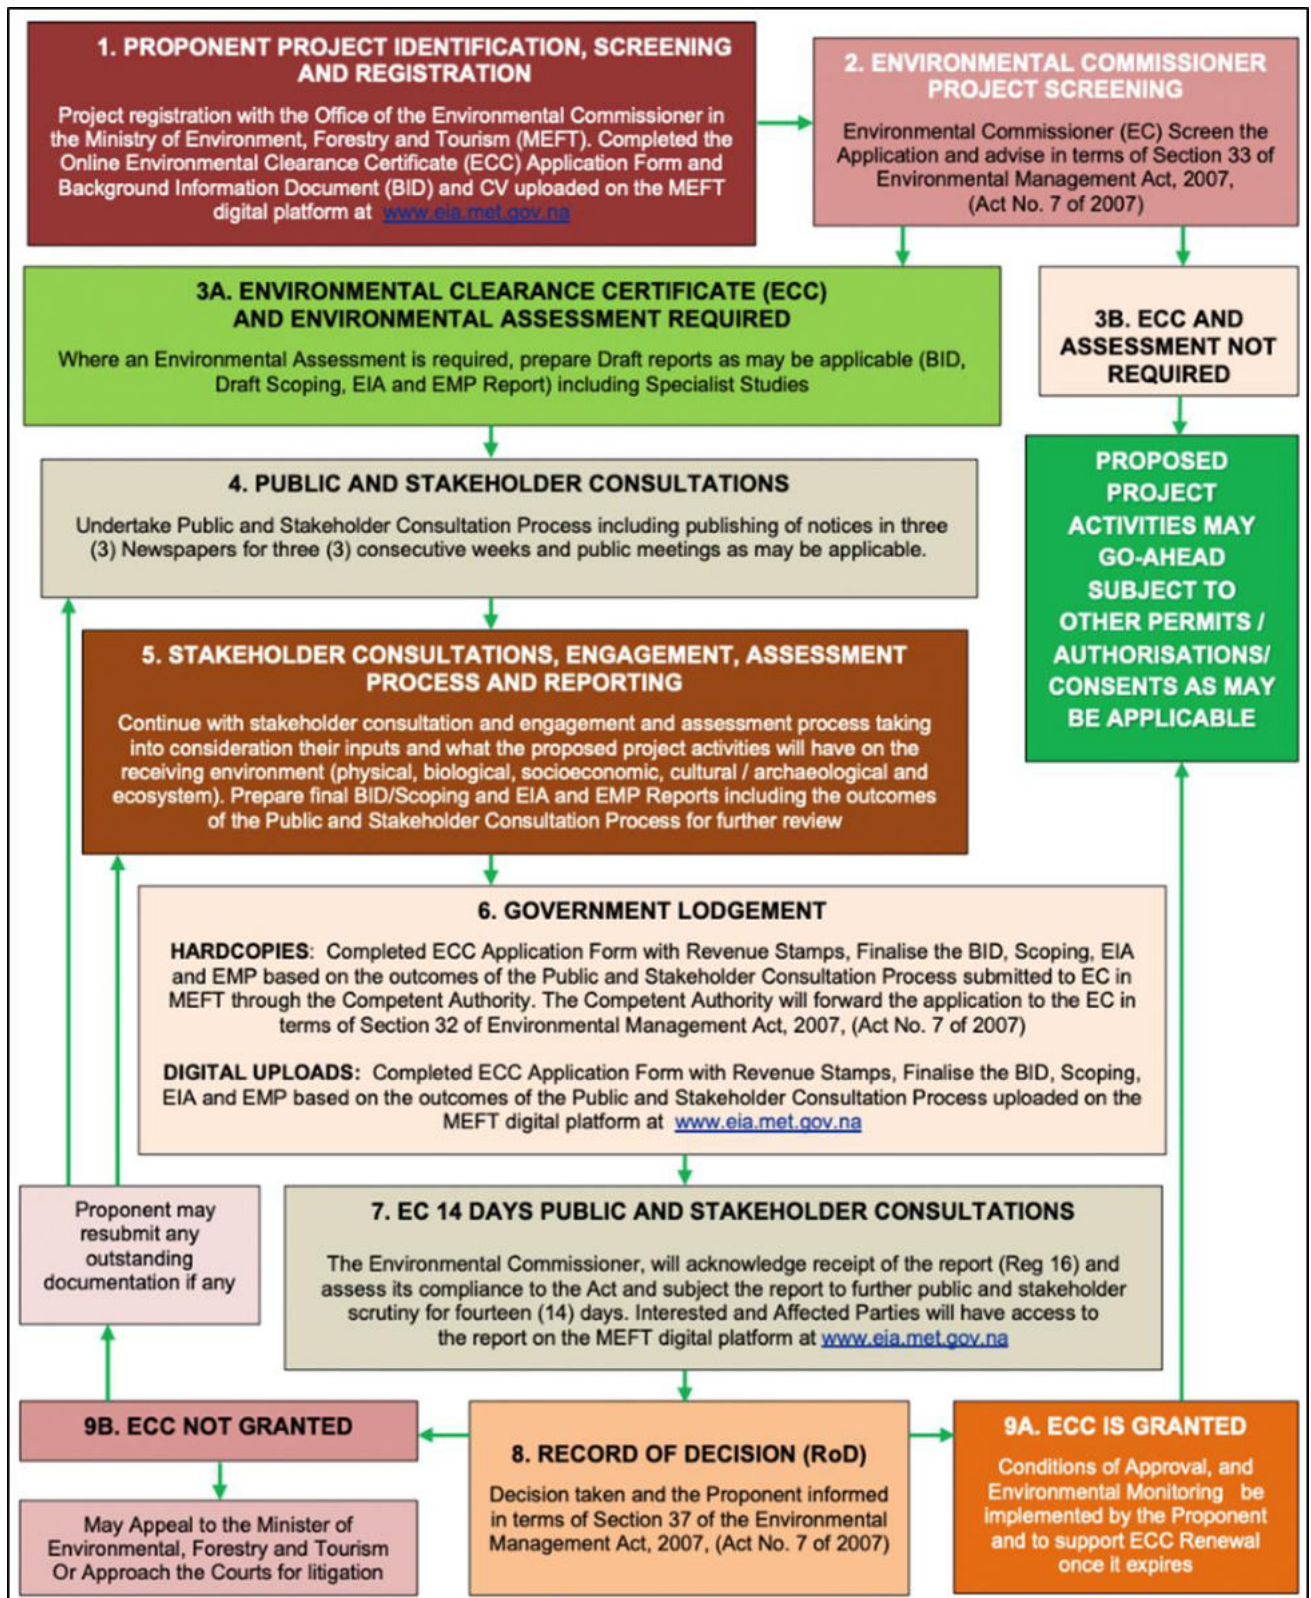 1. PROPONENT PROJECT IDENTIFICATION, SCREENING
AND REGISTRATION
Project registration with the Office of the Environmental Commissioner in
the Ministry of Environment, Forestry and Tourism (MEFT). Completed the
Online Environmental Clearance Certificate (ECC) Application Form and
Background Information Document (BID) and CV uploaded on the MEFT
digital platform at www.eia.met.gov.na
2. ENVIRONMENTAL COMMISSIONER
PROJECT SCREENING
Environmental Commissioner (EC) Screen the
Application and advise in terms of Section 33 of
Environmental Management Act, 2007,
(Act No. 7 of 2007)
3A. ENVIRONMENTAL CLEARANCE CERTIFICATE (ECC)
AND ENVIRONMENTAL ASSESSMENT REQUIRED
Where an Environmental Assessment is required, prepare Draft reports as may be applicable (BID,
Draft Scoping, EIA and EMP Report) including Specialist Studies
3B. ECC AND
ASSESSMENT NOT
REQUIRED
PROPOSED
PROJECT
ACTIVITIES MAY
GO-AHEAD
SUBJECT TO
OTHER PERMITS /
AUTHORISATIONS/
CONSENTS AS MAY
BE APPLICABLE
4. PUBLIC AND STAKEHOLDER CONSULTATIONS
Undertake Public and Stakeholder Consultation Process including publishing of notices in three
(3) Newspapers for three (3) consecutive weeks and public meetings as may be applicable.
5. STAKEHOLDER CONSULTATIONS, ENGAGEMENT, ASSESSMENT
PROCESS AND REPORTING
Continue with stakeholder consultation and engagement and assessment process taking
into consideration their inputs and what the proposed project activities will have on the
receiving environment (physical, biological, socioeconomic, cultural / archaeological and
ecosystem). Prepare final BID/Scoping and EIA and EMP Reports including the outcomes
of the Public and Stakeholder Consultation Process for further review
6. GOVERNMENT LODGEMENT
HARDCOPIES: Completed ECC Application Form with Revenue Stamps, Finalise the BID, Scoping, EIA
and EMP based on the outcomes of the Public and Stakeholder Consultation Process submitted to EC in
MEFT through the Competent Authority. The Competent Authority will forward the application to the EC in
terms of Section 32 of Environmental Management Act, 2007, (Act No. 7 of 2007)
DIGITAL UPLOADS: Completed ECC Application Form with Revenue Stamps, Finalise the BID, Scoping,
EIA and EMP based on the outcomes of the Public and Stakeholder Consultation Process uploaded on the
MEFT digital platform at www.eia.met.gov.na
Proponent may
resubmit any
outstanding
documentation if any
7. EC 14 DAYS PUBLIC AND STAKEHOLDER CONSULTATIONS
The Environmental Commissioner, will acknowledge receipt of the report (Reg 16) and
assess its compliance to the Act and subject the report to further public and stakeholder
scrutiny for fourteen (14) days. Interested and Affected Parties will have access to
the report on the MEFT digital platform at www.eia.met.gov.na
9B. ECC NOT GRANTED
May Appeal to the Minister of
Environmental, Forestry and Tourism
Or Approach the Courts for litigation
8. RECORD OF DECISION (RoD)
Decision taken and the Proponent informed
in terms of Section 37 of the Environmental
Management Act, 2007, (Act No. 7 of 2007)
9A. ECC IS GRANTED
Conditions of Approval, and
Environmental Monitoring be
implemented by the Proponent
and to support ECC Renewal
once it expires